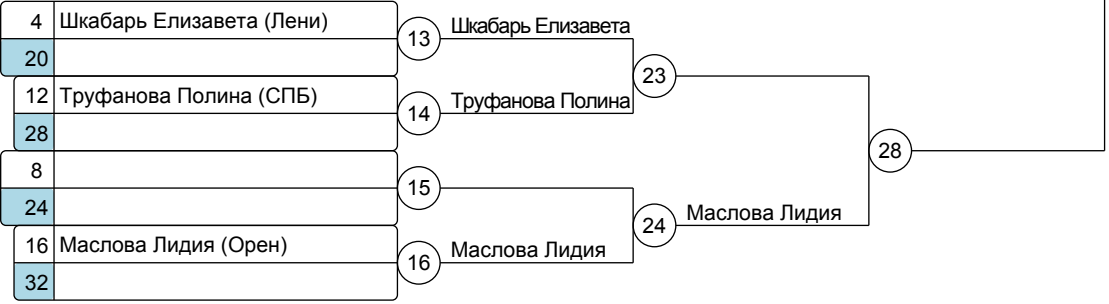 4 Шкабарь Елизавета (Лени)
20
12 Труфанова Полина (СПБ)
28
8
24
16 Маслова Лидия (Орен)
32
13 Шкабарь Елизавета
14 Труфанова Полина
15
16 Маслова Лидия
23
24 Маслова Лидия
28